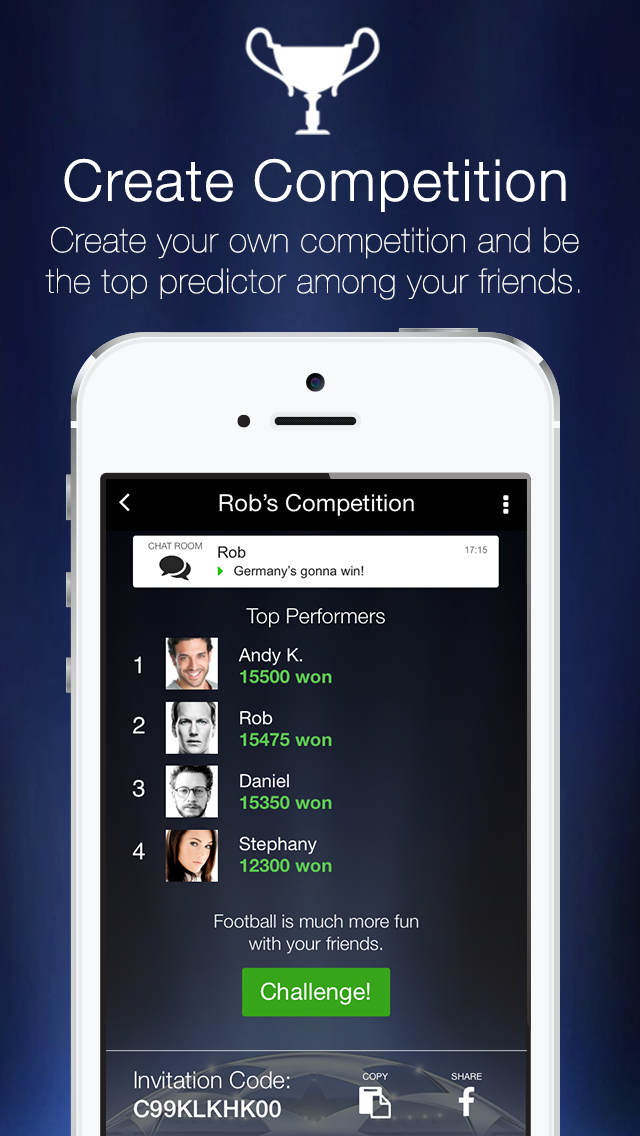 Create Competition
Create your own competition and be
the top predictor among your friends.
Rob's Competition
CHAT ROOM
Rob
17:15
Germany's gonna win!
Top Performers
1
Andy K.
15500 won
2
Rob
15475 won
3
Daniel
15350 won
4
Stephany
12300 won
Football is much more fun
with your friends.
Challenge!
Invitation Code:
C99KLKHK00
COPY
SHARE